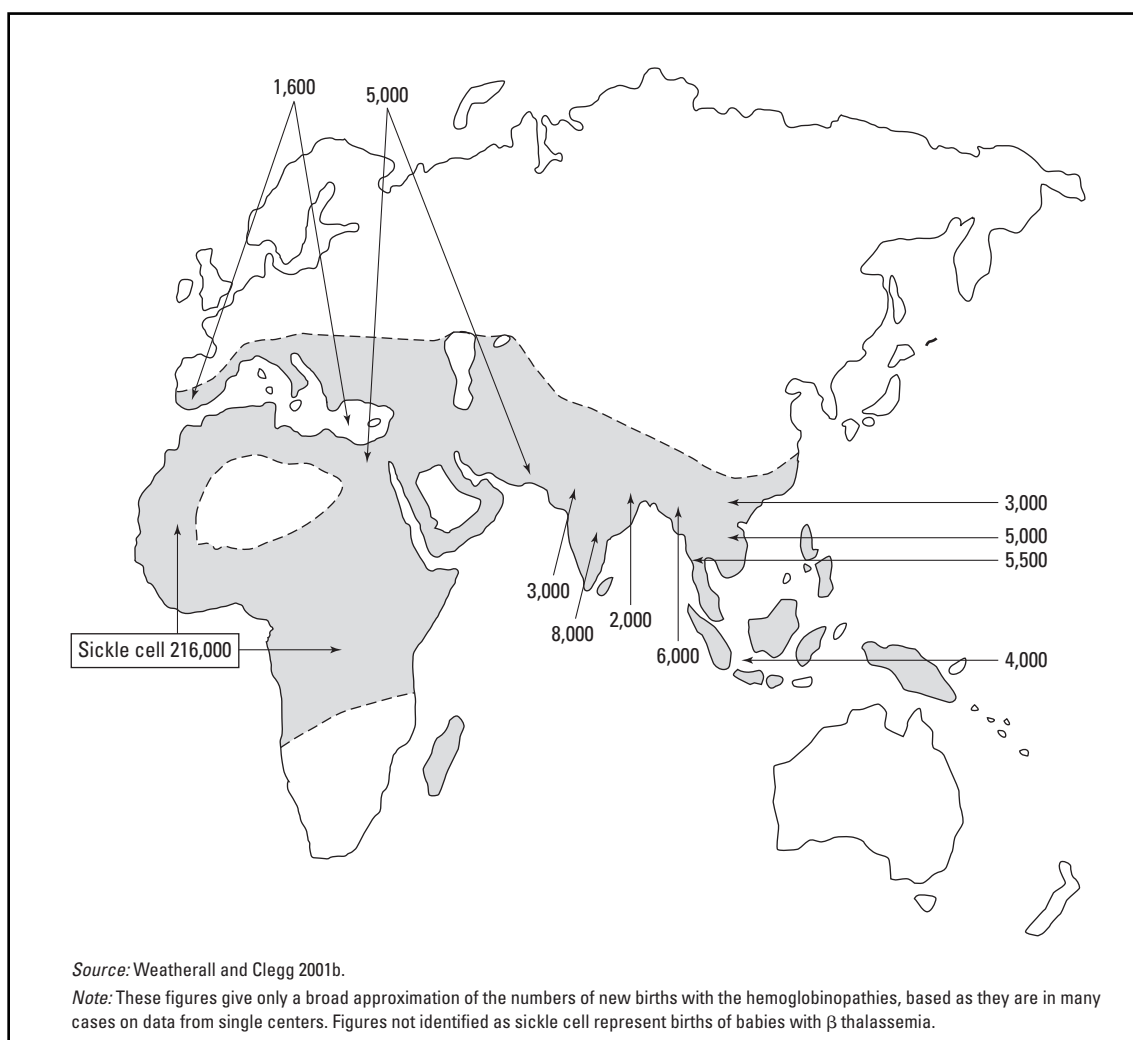 1,600
5,000
3,000
5,000
5,500
3,000
8,000
2,000
6,000
4,000
Sickle cell 216,000
Source: Weatherall and Clegg 2001b.
Note: These figures give only a broad approximation of the numbers of new births with the hemoglobinopathies, based as they are in many
cases on data from single centers. Figures not identified as sickle cell represent births of babies with β thalassemia.